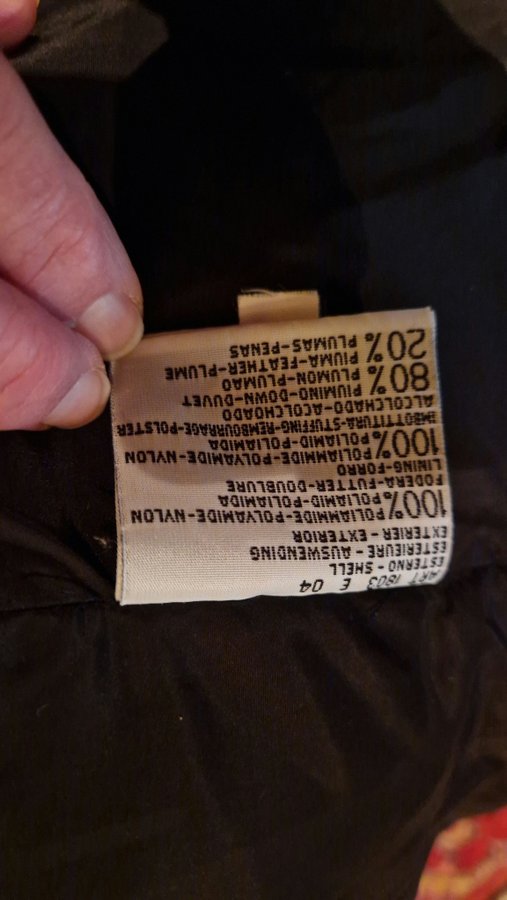 ART 1803 E 04
ESTERNO - SHELL
ESTERIEURE - AUSWENDING
EXTERIER - EXTERIOR
100% POLIAMMIDE-POLYAMIDE-NYLON
POLIAMID-POLIAMIDA
FODERA-FUTTER-DOUBLURE
LINING-FORRO
100% POLIAMMIDE-POLYAMIDE-NYLON
POLIAMID-POLIAMIDA
IMBOTTITURA-STUFFING-REMBOURRAGE-POLSTER
ALCOLCHADO-ACOLCHOADO
80% PIUMINO-DOWN-DUVET
PLUMON-PLUMAO
20% PIUMA-FEATHER-PLUME
PLUMAS-PENAS